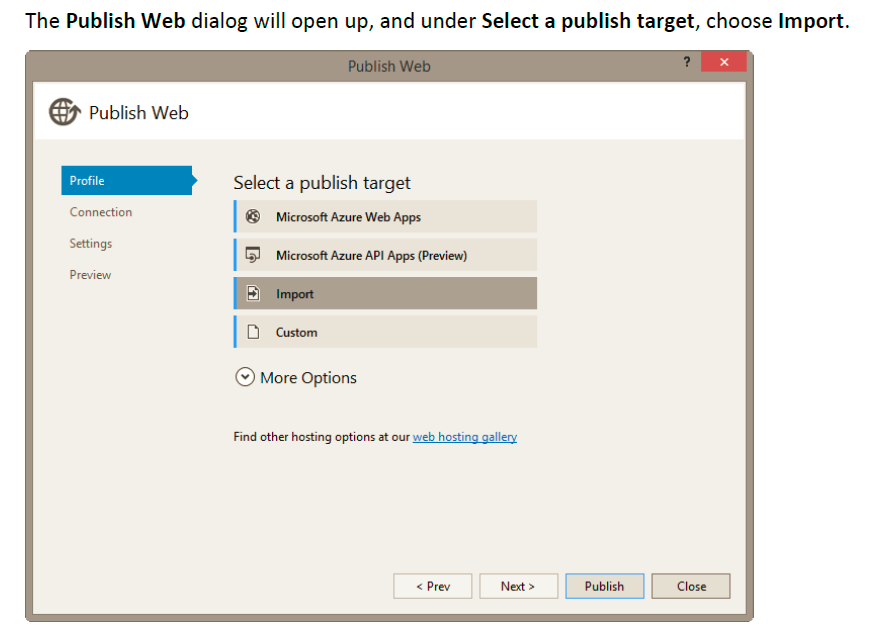 The Publish Web dialog will open up, and under Select a publish target, choose Import.
Publish Web
?
Publish Web
Profile
Connection
Settings
Preview
Select a publish target
Microsoft Azure Web Apps
Microsoft Azure API Apps (Preview)
Import
Custom
More Options
Find other hosting options at our web hosting gallery
< Prev
Next >
Publish
Close